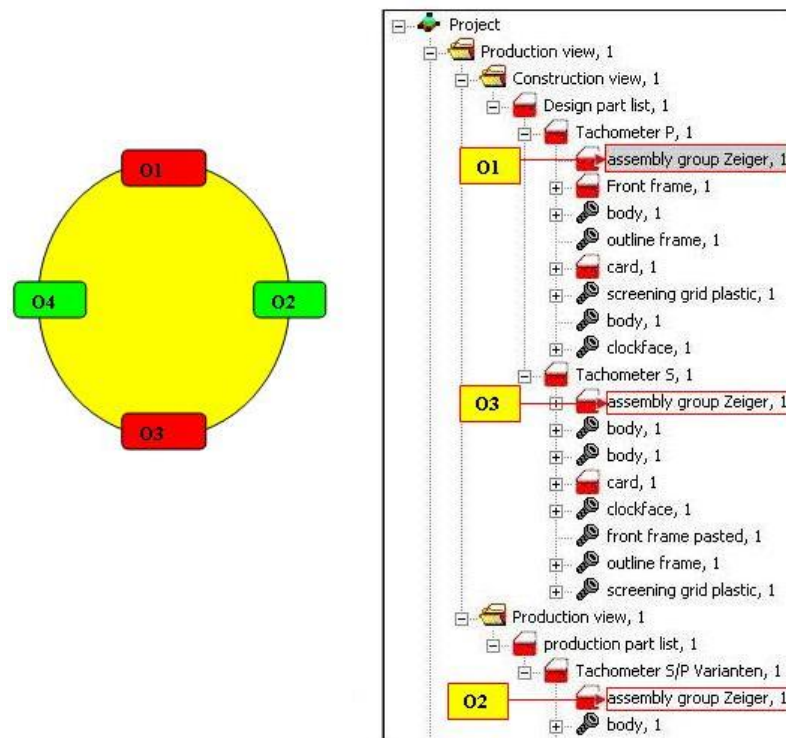 O1
O4
O2
O3
Project
Production view, 1
Construction view, 1
Design part list, 1
Tachometer P, 1
O1
assembly group Zeiger, 1
Front frame, 1
body, 1
outline frame, 1
card, 1
screening grid plastic, 1
body, 1
clockface, 1
Tachometer S, 1
O3
assembly group Zeiger, 1
body, 1
body, 1
card, 1
clockface, 1
front frame pasted, 1
outline frame, 1
screening grid plastic, 1
Production view, 1
production part list, 1
Tachometer S/P Varianten, 1
O2
assembly group Zeiger, 1
body, 1